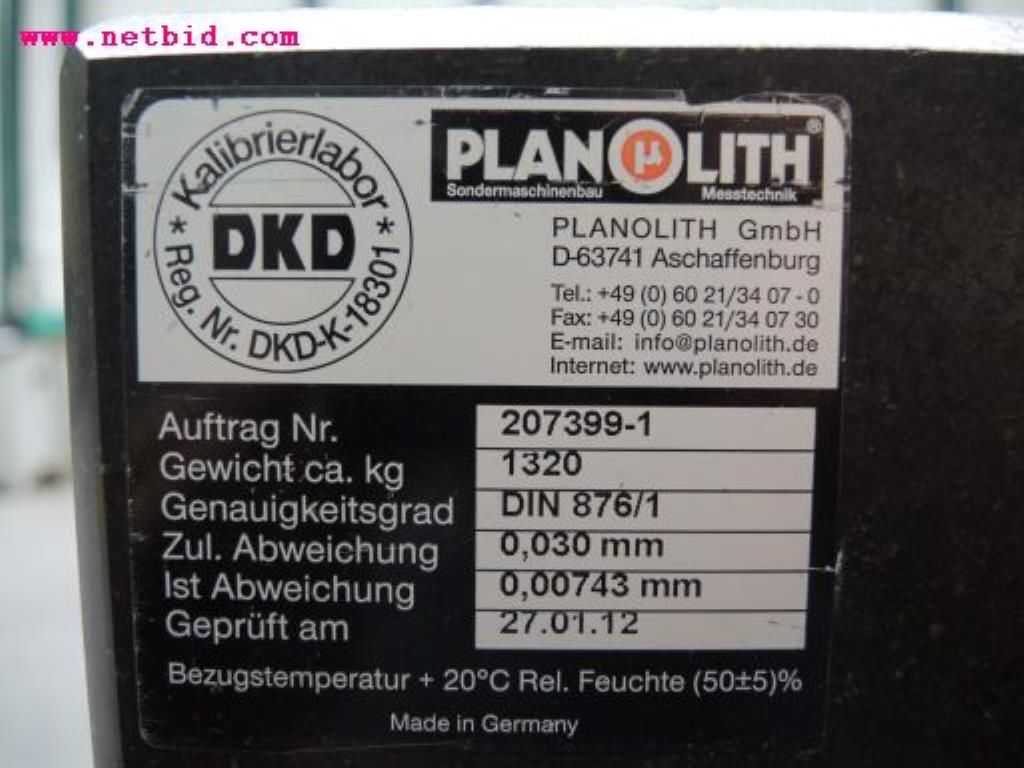 www.netbid.com
Kalibrierlabor
DKD
* Reg. Nr. DKD-K-18301 *
PLANOLITH®
Sondermaschinenbau Messtechnik
PLANOLITH GmbH
D-63741 Aschaffenburg
Tel.: +49 (0) 60 21/34 07 - 0
Fax: +49 (0) 60 21/34 07 30
E-mail: info@planolith.de
Internet: www.planolith.de
Auftrag Nr. 207399-1
Gewicht ca. kg 1320
Genauigkeitsgrad DIN 876/1
Zul. Abweichung 0,030 mm
Ist Abweichung 0,00743 mm
Geprüft am 27.01.12
Bezugstemperatur + 20°C Rel. Feuchte (50±5)%
Made in Germany